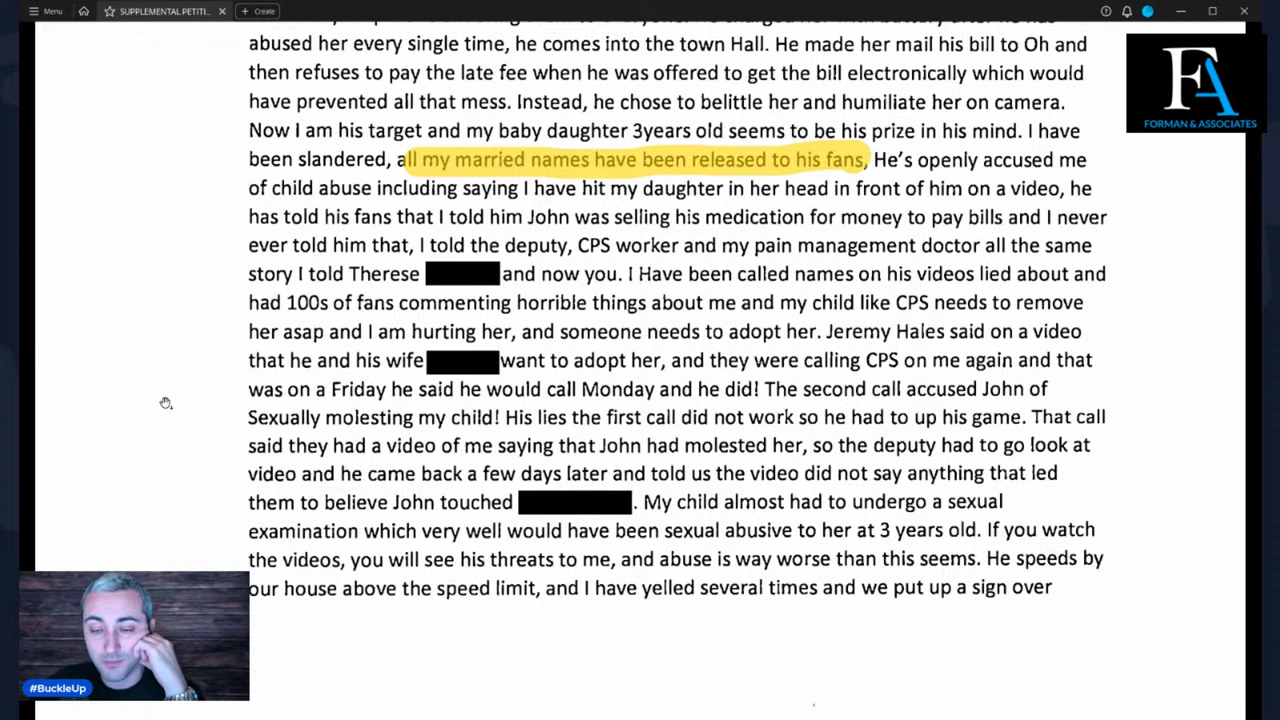 Menu
SUPPLEMENTAL PETITI...
Create
abused her every single time, he comes into the town Hall. He made her mail his bill to Oh and
then refuses to pay the late fee when he was offered to get the bill electronically which would
have prevented all that mess. Instead, he chose to belittle her and humiliate her on camera.
Now I am his target and my baby daughter 3years old seems to be his prize in his mind. I have
been slandered, all my married names have been released to his fans, He's openly accused me
of child abuse including saying I have hit my daughter in her head in front of him on a video, he
has told his fans that I told him John was selling his medication for money to pay bills and I never
ever told him that, I told the deputy, CPS worker and my pain management doctor all the same
story I told Therese and now you. I Have been called names on his videos lied about and
had 100s of fans commenting horrible things about me and my child like CPS needs to remove
her asap and I am hurting her, and someone needs to adopt her. Jeremy Hales said on a video
that he and his wife want to adopt her, and they were calling CPS on me again and that
was on a Friday he said he would call Monday and he did! The second call accused John of
Sexually molesting my child! His lies the first call did not work so he had to up his game. That call
said they had a video of me saying that John had molested her, so the deputy had to go look at
video and he came back a few days later and told us the video did not say anything that led
them to believe John touched . My child almost had to undergo a sexual
examination which very well would have been sexual abusive to her at 3 years old. If you watch
the videos, you will see his threats to me, and abuse is way worse than this seems. He speeds by
our house above the speed limit, and I have yelled several times and we put up a sign over
FA
FORMAN & ASSOCIATES
#BuckleUp